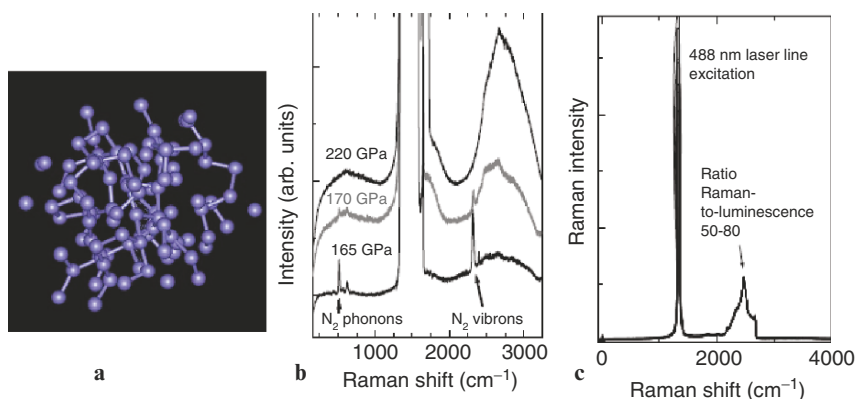 a
Intensity (arb. units)
220 GPa
170 GPa
165 GPa
N₂ phonons
N₂ vibrons
1000
2000
3000
b
Raman shift (cm⁻¹)
Raman intensity
488 nm laser line
excitation
Ratio
Raman-
to-luminescence
50-80
0
2000
4000
c
Raman shift (cm⁻¹)